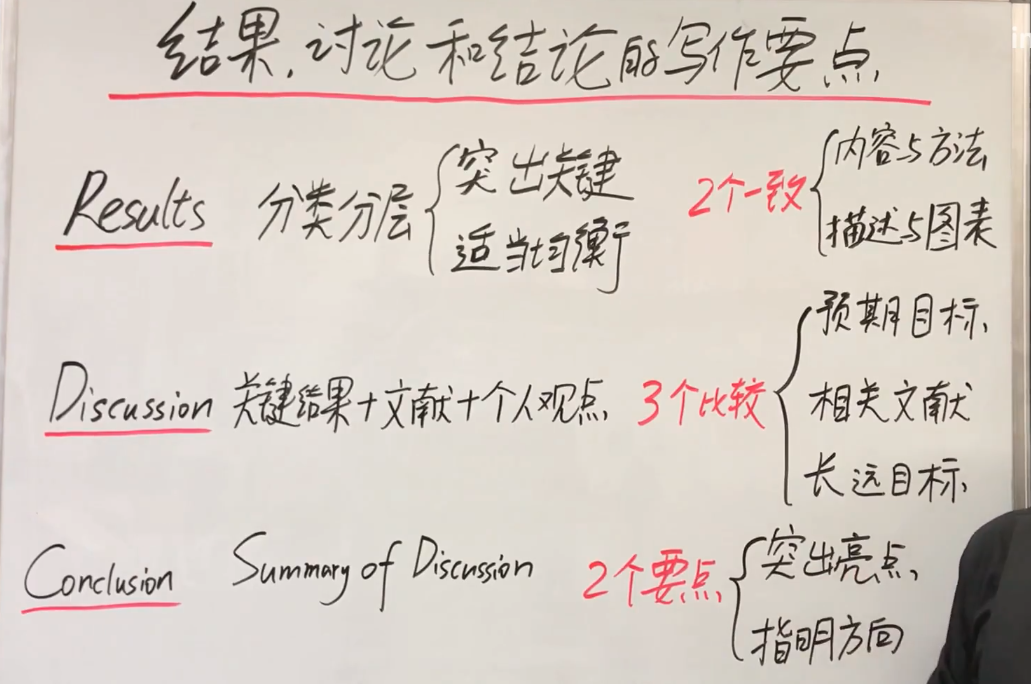 结果,讨论和结论的写作要点
Results 分类分层
突出关键
适当均衡
2个一致
内容与方法
描述与图表
Discussion 关键结果+文献+个人观点 3个比较
预期目标
相关文献
长远目标
Conclusion Summary of Discussion 2个要点
突出亮点
指明方向
in